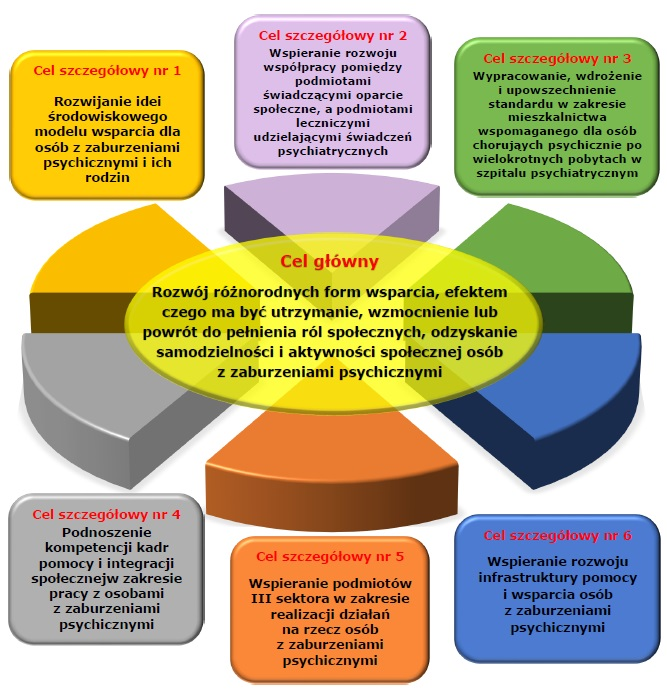 Cel szczegółowy nr 1
Rozwijanie idei
środowiskowego
modelu wsparcia dla
osób z zaburzeniami
psychicznymi i ich
rodzin
Cel szczegółowy nr 2
Wspieranie rozwoju
współpracy pomiędzy
podmiotami
świadczącymi oparcie
społeczne, a podmiotami
leczniczymi
udzielającymi świadczeń
psychiatrycznych
Cel szczegółowy nr 3
Wypracowanie, wdrożenie
i upowszechnienie
standardu w zakresie
mieszkalnictwa
wspomaganego dla osób
chorujących psychicznie po
wielokrotnych pobytach w
szpitalu psychiatrycznym
Cel główny
Rozwój różnorodnych form wsparcia, efektem
czego ma być utrzymanie, wzmocnienie lub
powrót do pełnienia ról społecznych, odzyskanie
samodzielności i aktywności społecznej osób
z zaburzeniami psychicznymi
Cel szczegółowy nr 4
Podnoszenie
kompetencji kadr
pomocy i integracji
społecznejw zakresie
pracy z osobami
z zaburzeniami
psychicznymi
Cel szczegółowy nr 5
Wspieranie podmiotów
III sektora w zakresie
realizacji działań
na rzecz osób
z zaburzeniami
psychicznymi
Cel szczegółowy nr 6
Wspieranie rozwoju
infrastruktury pomocy
i wsparcia osób
z zaburzeniami
psychicznymi